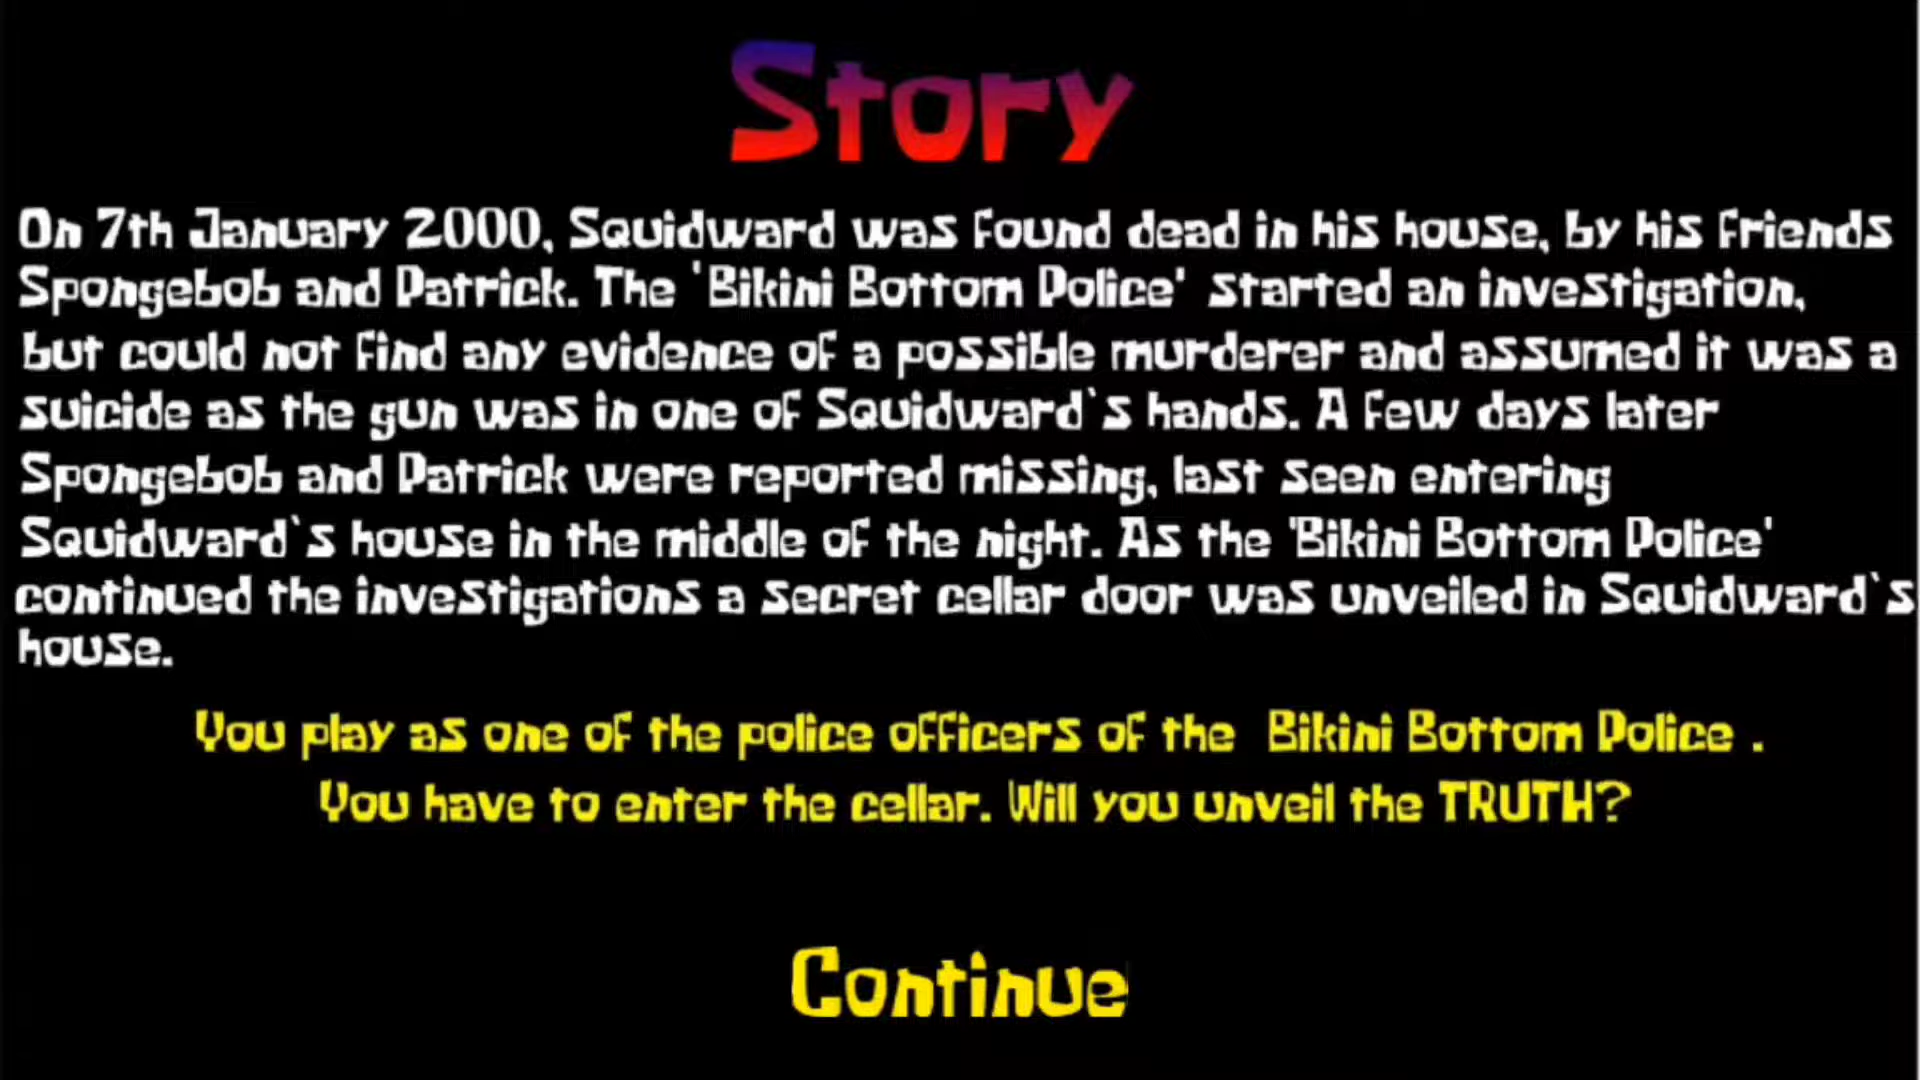 Story
On 7th January 2000, Squidward was found dead in his house, by his friends
Spongebob and Patrick. The 'Bikini Bottom Police' started an investigation,
but could not find any evidence of a possible murderer and assumed it was a
suicide as the gun was in one of Squidward`s hands. A few days later
Spongebob and Patrick were reported missing, last seen entering
Squidward`s house in the middle of the night. As the 'Bikini Bottom Police'
continued the investigations a secret cellar door was unveiled in Squidward`s
house.
You play as one of the police officers of the Bikini Bottom Police .
You have to enter the cellar. Will you unveil the TRUTH?
Continue